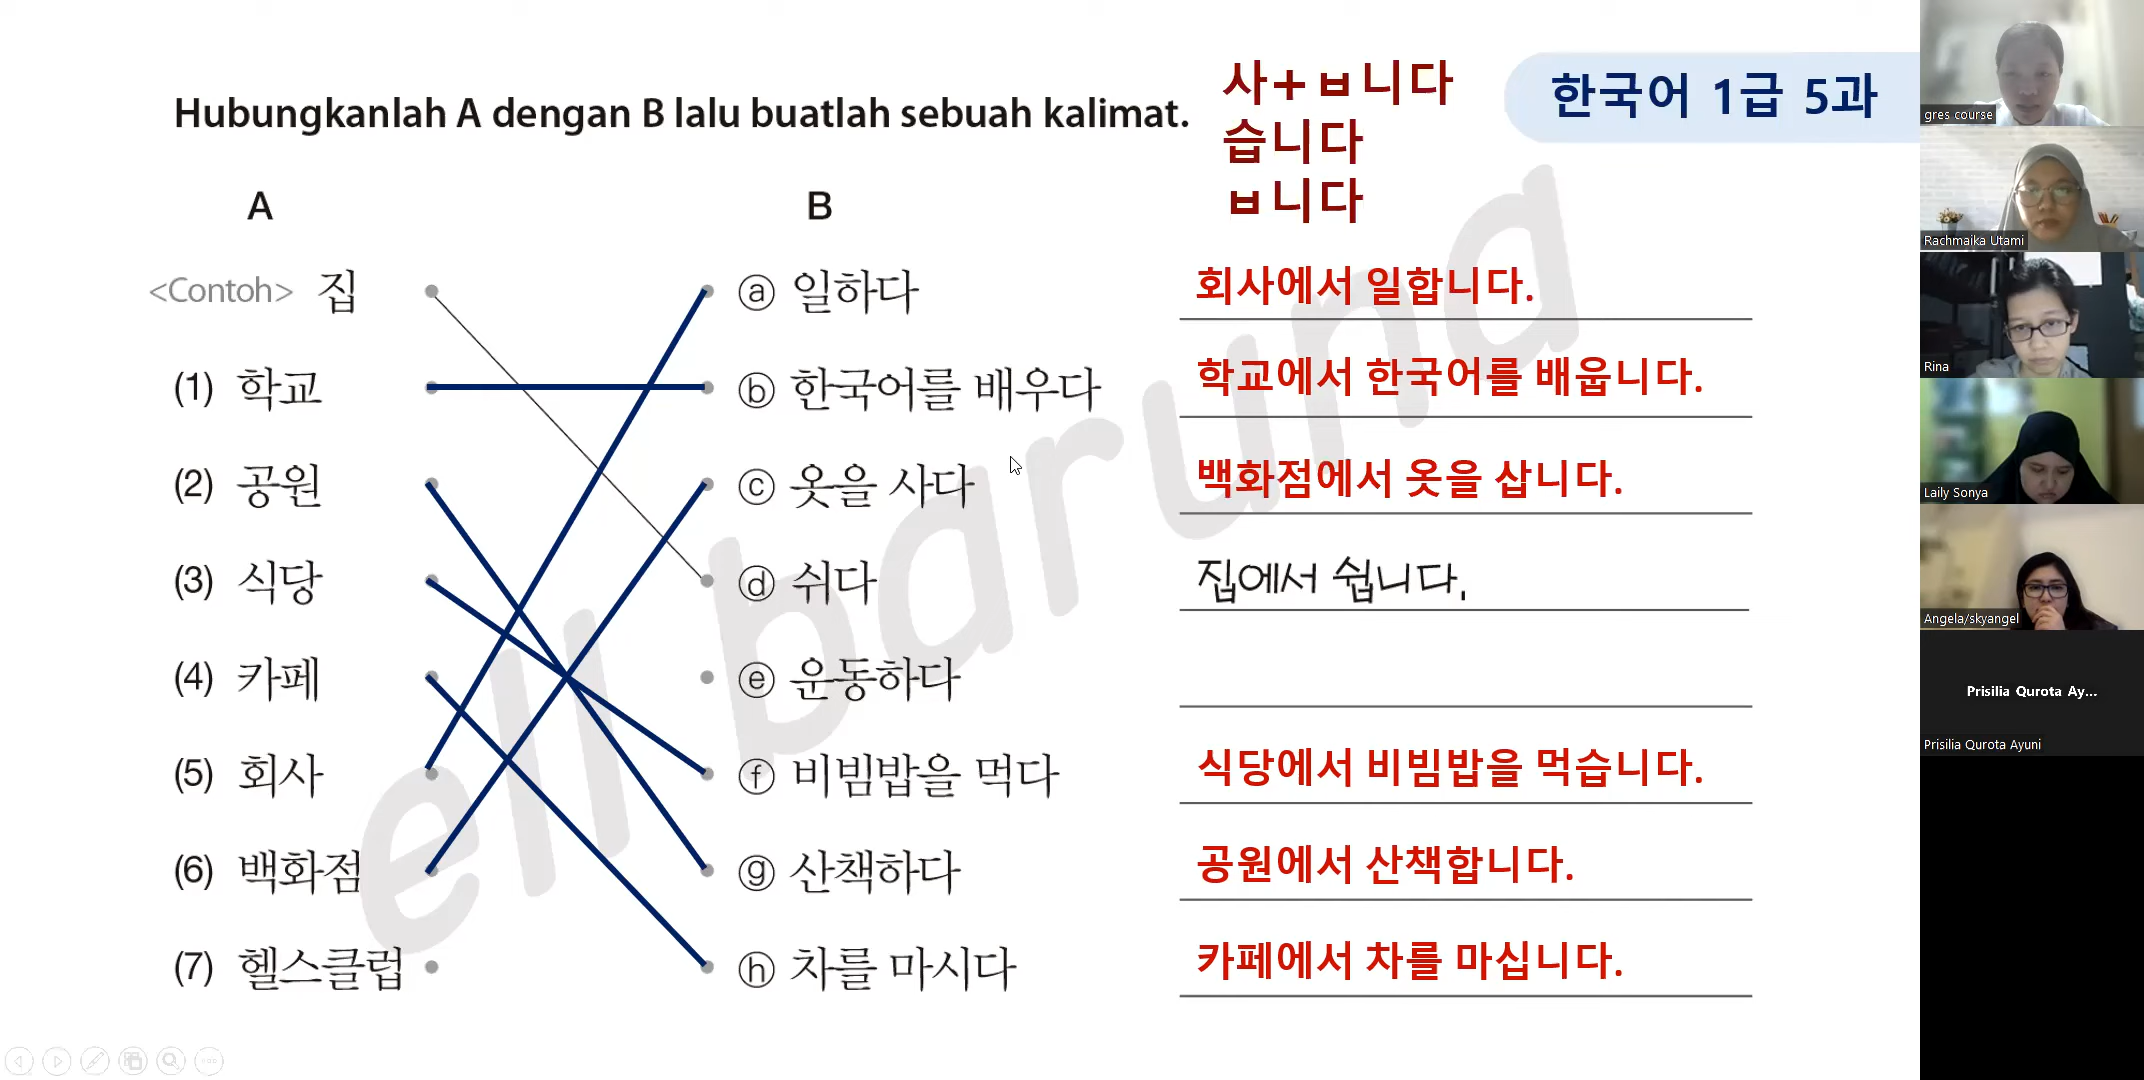 Hubungkanlah A dengan B lalu buatlah sebuah kalimat.
사+ㅂ니다
습니다
ㅂ니다
한국어 1급 5과
A
B
<Contoh> 집
ⓐ 일하다
회사에서 일합니다.
(1) 학교
ⓑ 한국어를 배우다
학교에서 한국어를 배웁니다.
(2) 공원
ⓒ 옷을 사다
백화점에서 옷을 삽니다.
(3) 식당
ⓓ 쉬다
집에서 쉽니다.
(4) 카페
ⓔ 운동하다
(5) 회사
ⓕ 비빔밥을 먹다
식당에서 비빔밥을 먹습니다.
(6) 백화점
ⓖ 산책하다
공원에서 산책합니다.
(7) 헬스클럽
ⓗ 차를 마시다
카페에서 차를 마십니다.
ell baruna
gres course
Rachmaika Utami
Rina
Laily Sonya
Angela/skyangel
Prisilia Qurota Ay...
Prisilia Qurota Ayuni